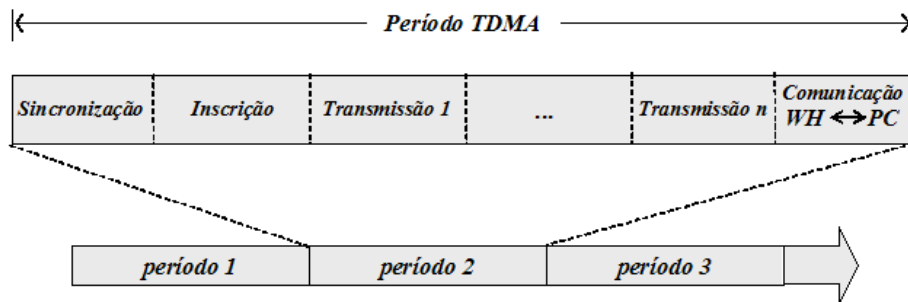 Período TDMA
Sincronização
Inscrição
Transmissão 1
...
Transmissão n
Comunicação
WH ↔ PC
período 1
período 2
período 3